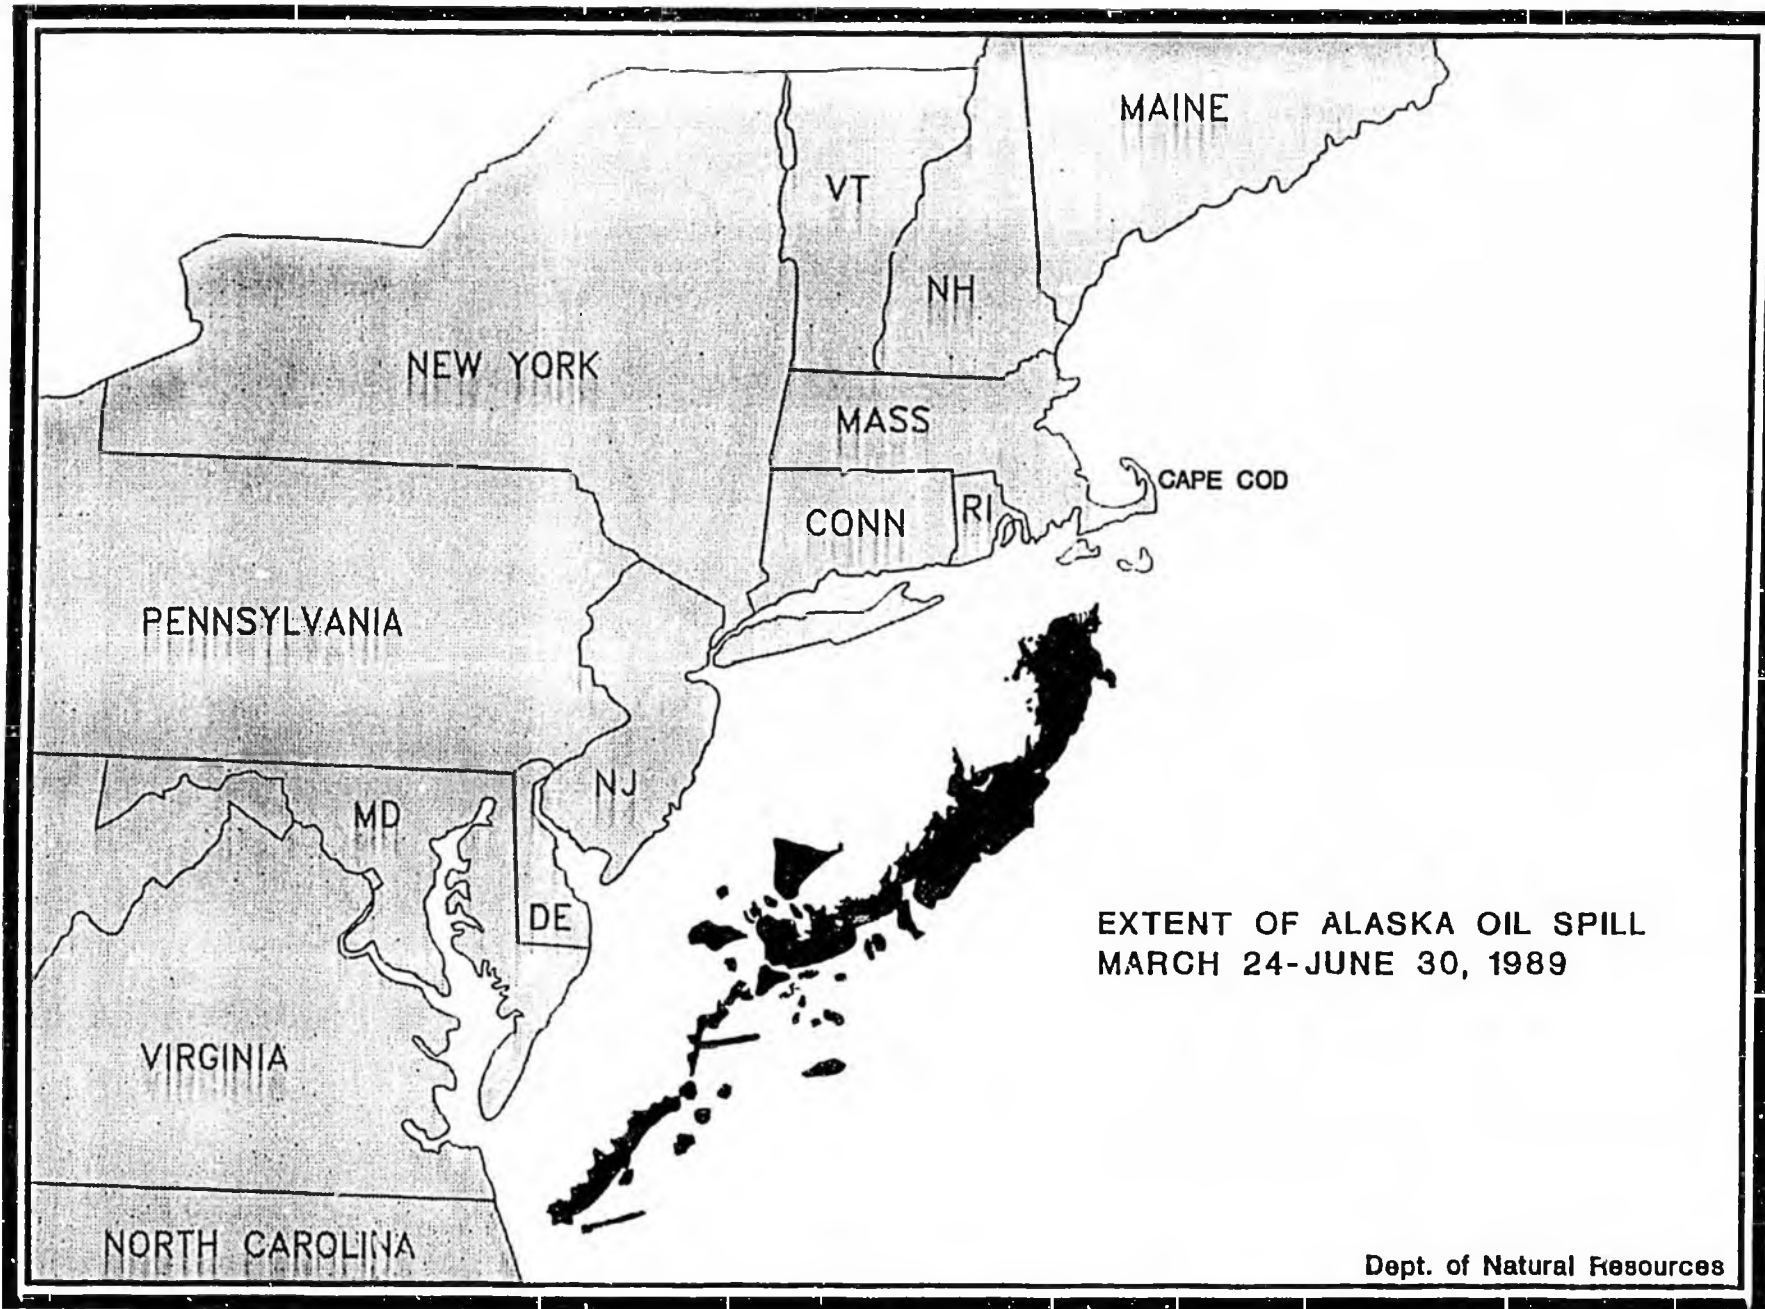 MAINE
VT
NH
NEW YORK
MASS
CAPE COD
CONN
RI
PENNSYLVANIA
NJ
MD
DE
EXTENT OF ALASKA OIL SPILL
MARCH 24-JUNE 30, 1989
VIRGINIA
NORTH CAROLINA
Dept. of Natural Resources